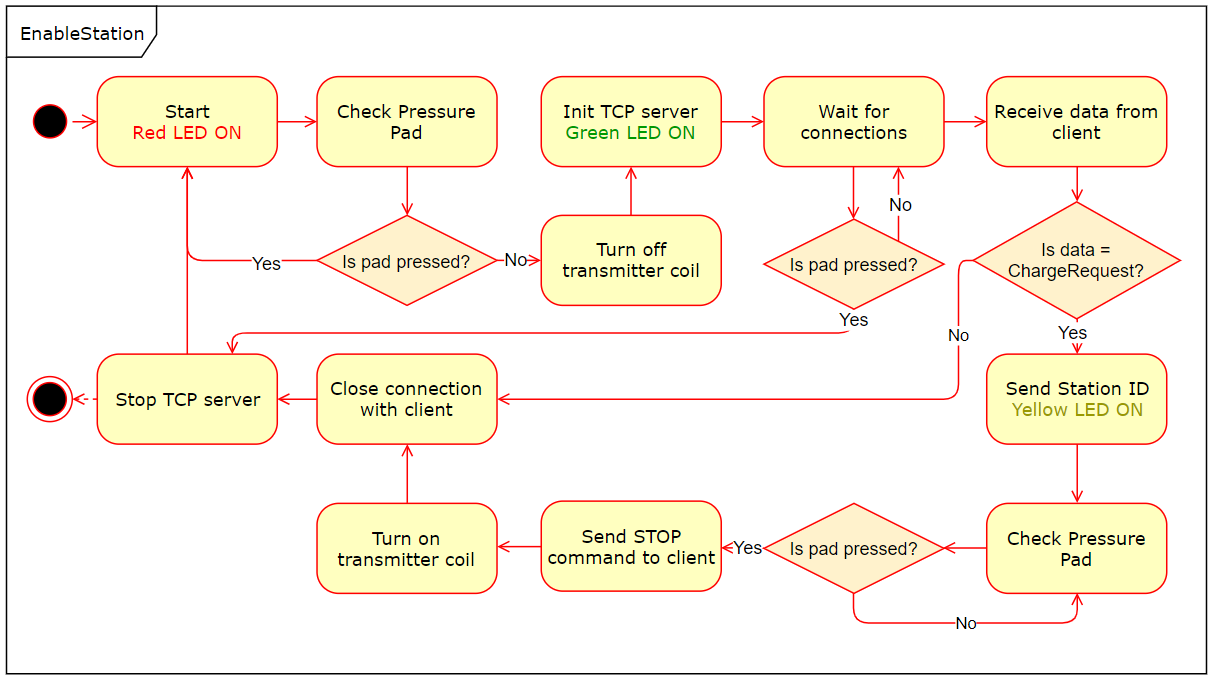 EnableStation
Start
Red LED ON
Check Pressure
Pad
Init TCP server
Green LED ON
Wait for
connections
Receive data from
client
No
Is pad pressed?
Yes
No
Turn off
transmitter coil
Is pad pressed?
Yes
Is data =
ChargeRequest?
No
Yes
Stop TCP server
Close connection
with client
Send Station ID
Yellow LED ON
Turn on
transmitter coil
Send STOP
command to client
Yes
Is pad pressed?
Check Pressure
Pad
No